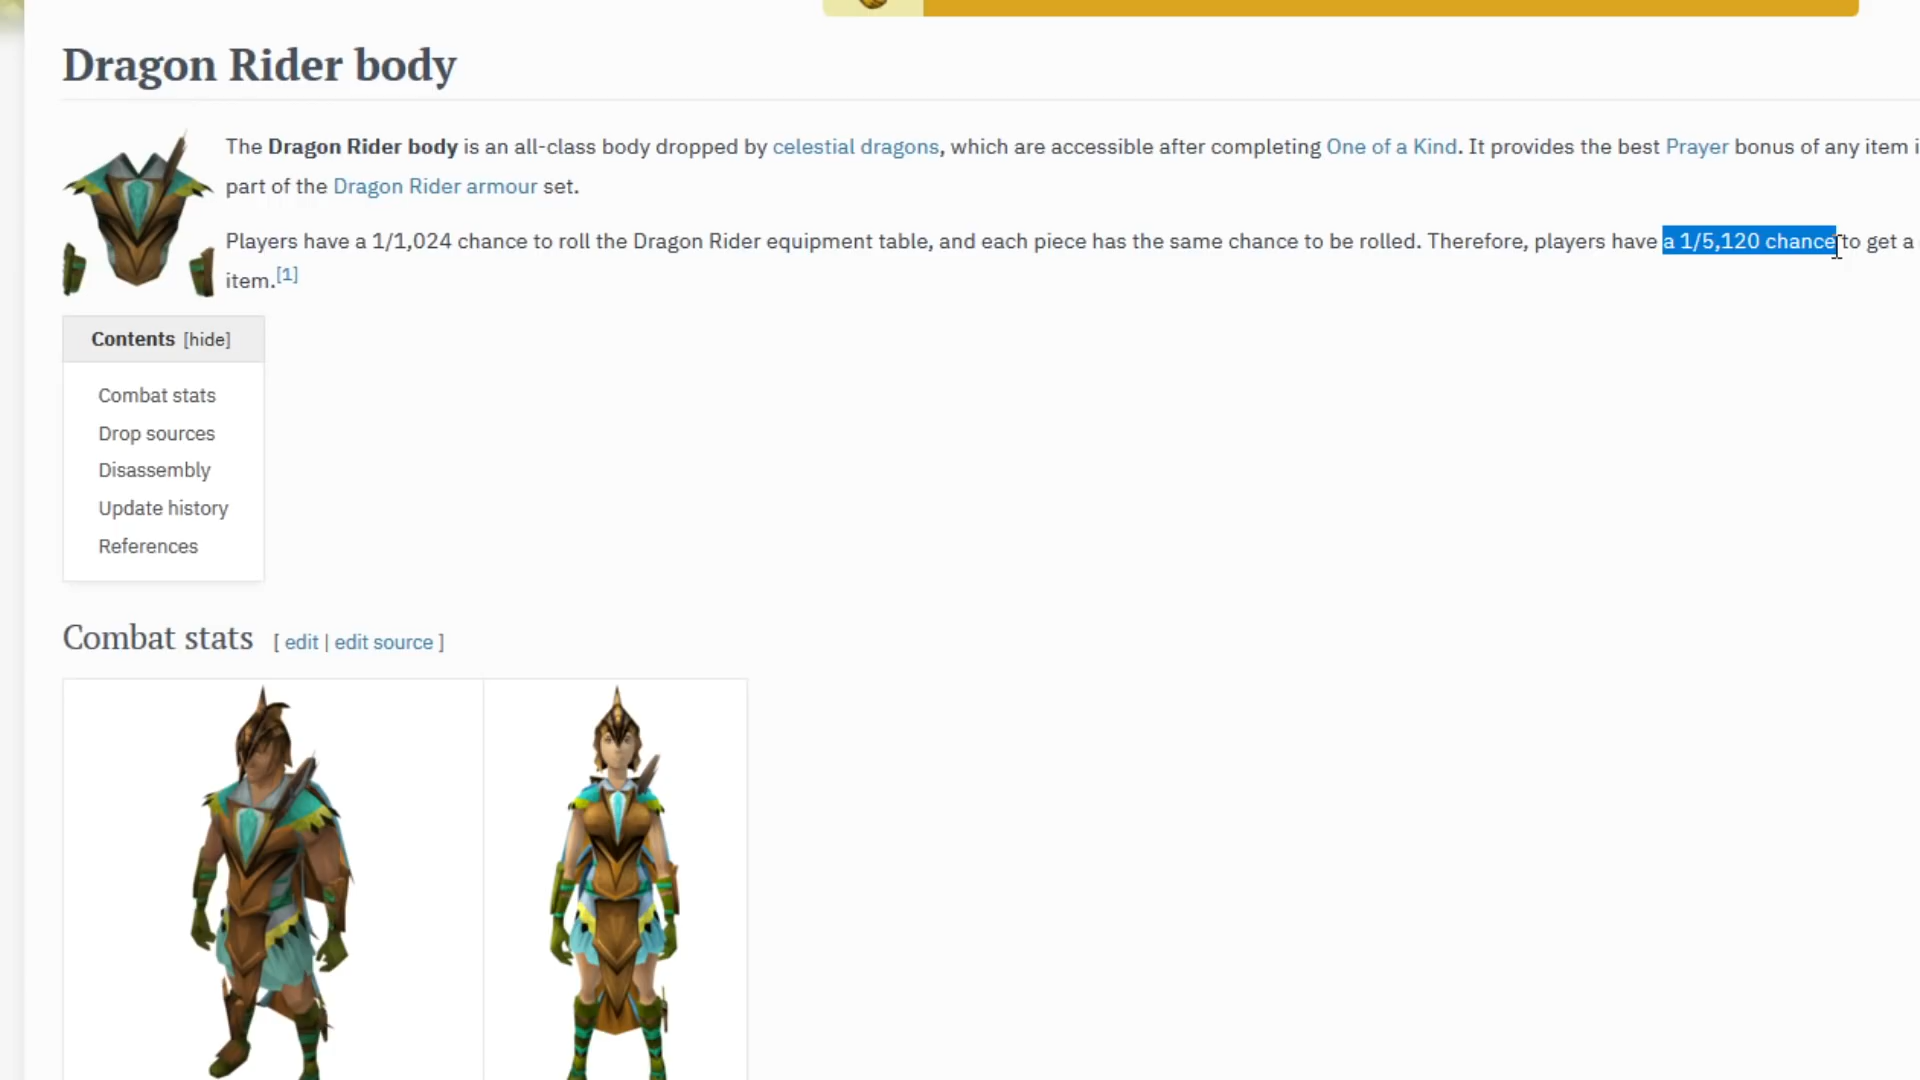 Dragon Rider body
The Dragon Rider body is an all-class body dropped by celestial dragons, which are accessible after completing One of a Kind. It provides the best Prayer bonus of any item i
part of the Dragon Rider armour set.
Players have a 1/1,024 chance to roll the Dragon Rider equipment table, and each piece has the same chance to be rolled. Therefore, players have a 1/5,120 chance to get a
item.[1]
Contents [hide]
Combat stats
Drop sources
Disassembly
Update history
References
Combat stats [ edit | edit source ]